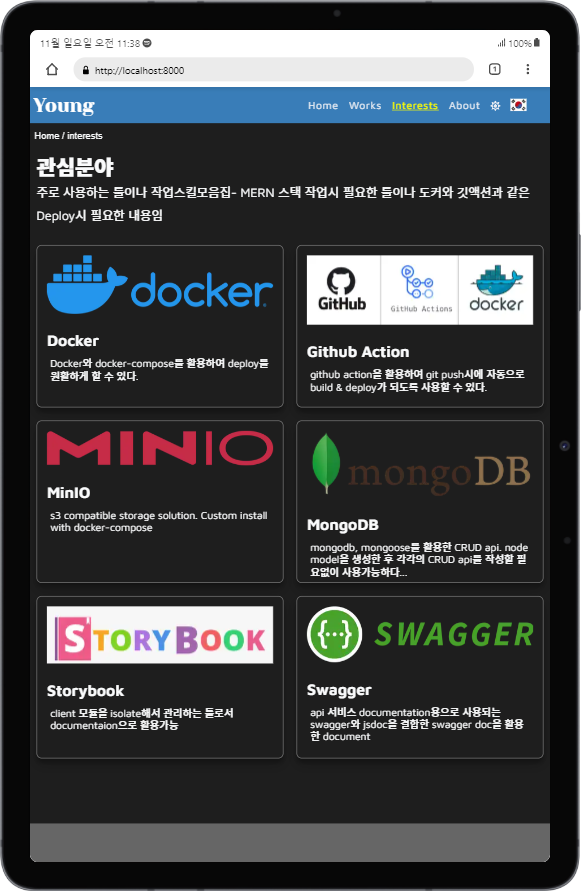 11월 일요일 오전 11:38
100%
http://localhost:8000
1
Young
Home Works Interests About
Home / interests
관심분야
주로 사용하는 틀이나 작업스킬모음집- MERN 스택 작업시 필요한 틀이나 도커와 깃액션과 같은
Deploy시 필요한 내용임
docker
Docker
Docker와 docker-compose를 활용하여 deploy를
원활하게 할 수 있다.
GitHub
GitHub Actions
docker
Github Action
github action을 활용하여 git push시에 자동으로
build & deploy가 되도록 사용할 수 있다.
MINIO
MinIO
s3 compatible storage solution. Custom install
with docker-compose
mongoDB
MongoDB
mongodb, mongoose를 활용한 CRUD api. node
model을 생성한 후 각각의 CRUD api를 작성할 필
요없이 사용가능하다...
S STORYBOOK
Storybook
client 모듈을 isolate해서 관리하는 툴로서
documentaion으로 활용가능
{···} SWAGGER
Swagger
api 서비스 documentation용으로 사용되는
swagger와 jsdoc을 결합한 swagger doc을 활용
한 document